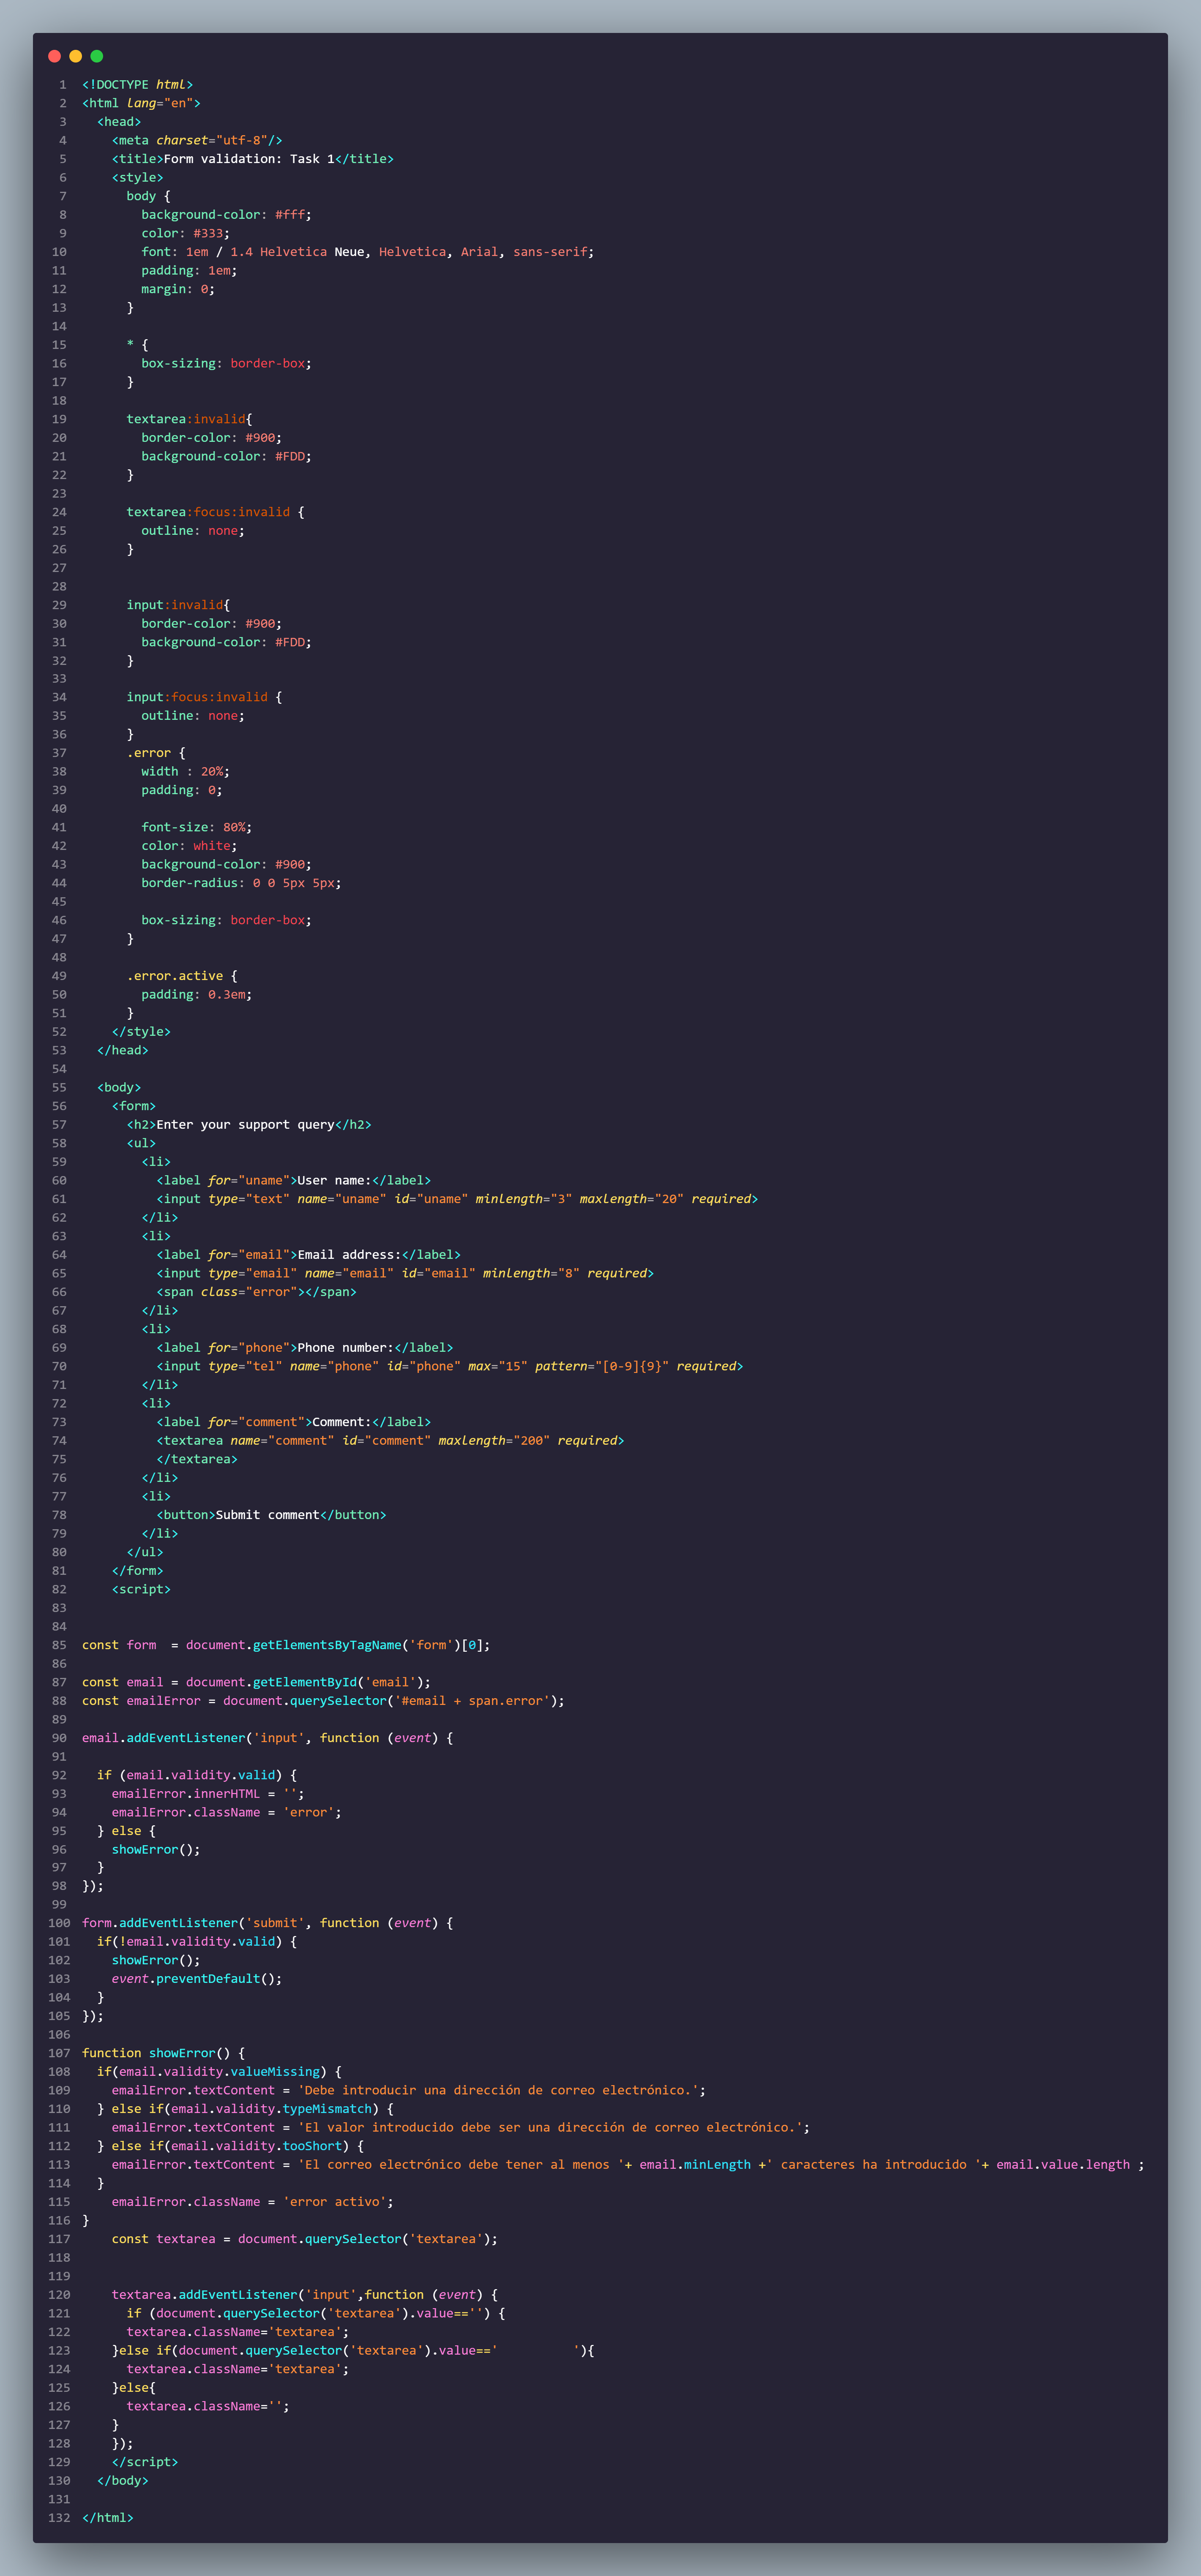 1 <!DOCTYPE html>
2 <html lang="en">
3   <head>
4     <meta charset="utf-8"/>
5     <title>Form validation: Task 1</title>
6     <style>
7       body {
8         background-color: #fff;
9         color: #333;
10         font: 1em / 1.4 Helvetica Neue, Helvetica, Arial, sans-serif;
11         padding: 1em;
12         margin: 0;
13       }
14
15       * {
16         box-sizing: border-box;
17       }
18
19       textarea:invalid{
20         border-color: #900;
21         background-color: #FDD;
22       }
23
24       textarea:focus:invalid {
25         outline: none;
26       }
27
28
29       input:invalid{
30         border-color: #900;
31         background-color: #FDD;
32       }
33
34       input:focus:invalid {
35         outline: none;
36       }
37       .error {
38         width : 20%;
39         padding: 0;
40
41         font-size: 80%;
42         color: white;
43         background-color: #900;
44         border-radius: 0 0 5px 5px;
45
46         box-sizing: border-box;
47       }
48
49       .error.active {
50         padding: 0.3em;
51       }
52     </style>
53   </head>
54
55   <body>
56     <form>
57       <h2>Enter your support query</h2>
58       <ul>
59         <li>
60           <label for="uname">User name:</label>
61           <input type="text" name="uname" id="uname" minlength="3" maxlength="20" required>
62         </li>
63         <li>
64           <label for="email">Email address:</label>
65           <input type="email" name="email" id="email" minlength="8" required>
66           <span class="error"></span>
67         </li>
68         <li>
69           <label for="phone">Phone number:</label>
70           <input type="tel" name="phone" id="phone" max="15" pattern="[0-9]{9}" required>
71         </li>
72         <li>
73           <label for="comment">Comment:</label>
74           <textarea name="comment" id="comment" maxlength="200" required>
75           </textarea>
76         </li>
77         <li>
78           <button>Submit comment</button>
79         </li>
80       </ul>
81     </form>
82     <script>
83
84
85 const form  = document.getElementsByTagName('form')[0];
86
87 const email = document.getElementById('email');
88 const emailError = document.querySelector('#email + span.error');
89
90 email.addEventListener('input', function (event) {
91
92   if (email.validity.valid) {
93     emailError.innerHTML = '';
94     emailError.className = 'error';
95   } else {
96     showError();
97   }
98 });
99
100 form.addEventListener('submit', function (event) {
101   if(!email.validity.valid) {
102     showError();
103     event.preventDefault();
104   }
105 });
106
107 function showError() {
108   if(email.validity.valueMissing) {
109     emailError.textContent = 'Debe introducir una dirección de correo electrónico.';
110   } else if(email.validity.typeMismatch) {
111     emailError.textContent = 'El valor introducido debe ser una dirección de correo electrónico.';
112   } else if(email.validity.tooShort) {
113     emailError.textContent = 'El correo electrónico debe tener al menos '+ email.minLength +' caracteres ha introducido '+ email.value.length ;
114   }
115     emailError.className = 'error activo';
116 }
117     const textarea = document.querySelector('textarea');
118
119
120     textarea.addEventListener('input',function (event) {
121       if (document.querySelector('textarea').value=='') {
122       textarea.className='textarea';
123     }else if(document.querySelector('textarea').value=='          '){
124       textarea.className='textarea';
125     }else{
126       textarea.className='';
127     }
128     });
129     </script>
130   </body>
131
132 </html>